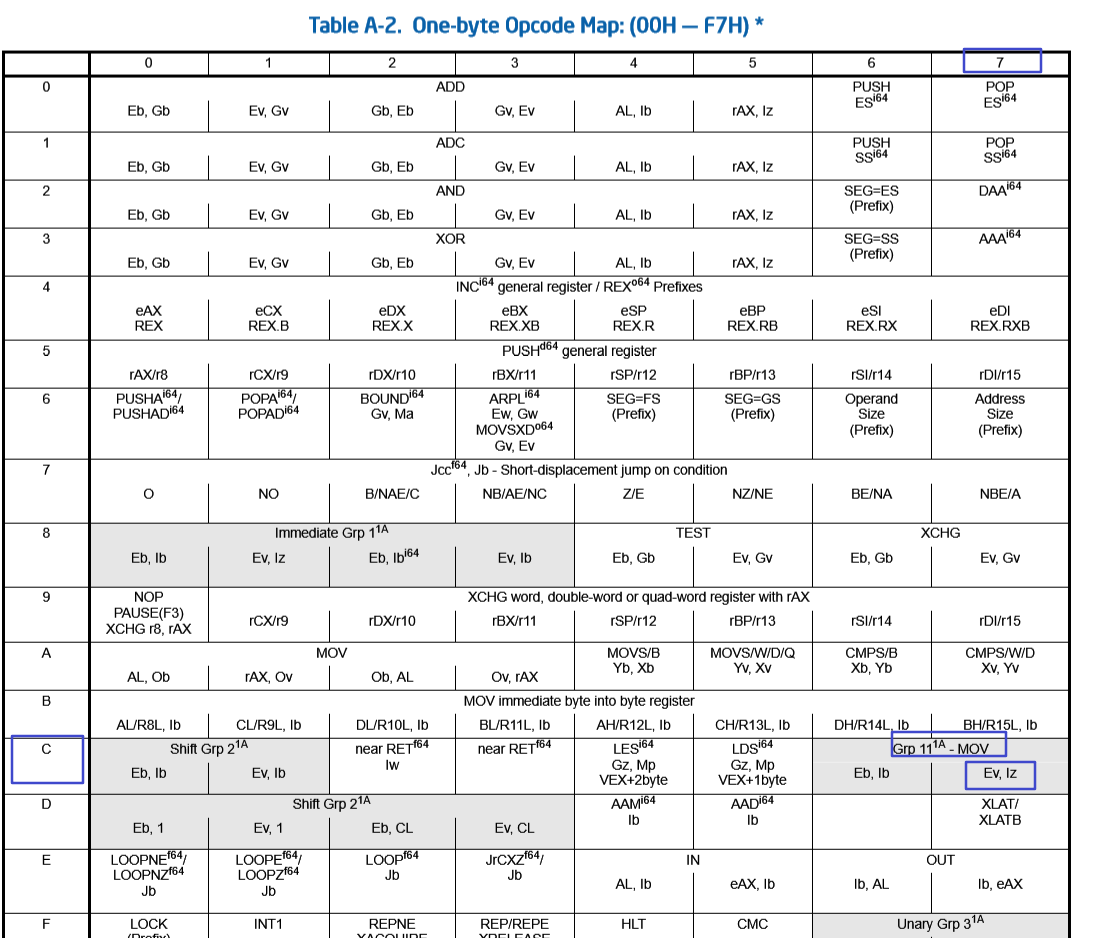 Table A-2. One-byte Opcode Map: (00H — F7H) *
0 1 2 3 4 5 6 7
0 ADD PUSH ES^i64 POP ES^i64
Eb, Gb Ev, Gv Gb, Eb Gv, Ev AL, Ib rAX, Iz
1 ADC PUSH SS^i64 POP SS^i64
Eb, Gb Ev, Gv Gb, Eb Gv, Ev AL, Ib rAX, Iz
2 AND SEG=ES (Prefix) DAA^i64
Eb, Gb Ev, Gv Gb, Eb Gv, Ev AL, Ib rAX, Iz
3 XOR SEG=SS (Prefix) AAA^i64
Eb, Gb Ev, Gv Gb, Eb Gv, Ev AL, Ib rAX, Iz
4 INC^i64 general register / REX^o64 Prefixes
eAX eCX eDX eBX eSP eBP eSI eDI
REX REX.B REX.X REX.XB REX.R REX.RB REX.RX REX.RXB
5 PUSH^d64 general register
rAX/r8 rCX/r9 rDX/r10 rBX/r11 rSP/r12 rBP/r13 rSI/r14 rDI/r15
6 PUSHA^i64/ POPA^i64/ BOUND^i64 ARPL^i64 SEG=FS SEG=GS Operand Address
PUSHAD^i64 POPAD^i64 Gv, Ma Ew, Gw (Prefix) (Prefix) Size Size
MOVSXD^o64 (Prefix) (Prefix)
Gv, Ev
7 Jcc^f64, Jb - Short-displacement jump on condition
O NO B/NAE/C NB/AE/NC Z/E NZ/NE BE/NA NBE/A
8 Immediate Grp 1^1A TEST XCHG
Eb, Ib Ev, Iz Eb, Ib^i64 Ev, Ib Eb, Gb Ev, Gv Eb, Gb Ev, Gv
9 NOP XCHG word, double-word or quad-word register with rAX
PAUSE(F3)
XCHG r8, rAX rCX/r9 rDX/r10 rBX/r11 rSP/r12 rBP/r13 rSI/r14 rDI/r15
A MOV MOVS/B MOVS/W/D/Q CMPS/B CMPS/W/D
Yb, Xb Yv, Xv Xb, Yb Xv, Yv
AL, Ob rAX, Ov Ob, AL Ov, rAX
B MOV immediate byte into byte register
AL/R8L, Ib CL/R9L, Ib DL/R10L, Ib BL/R11L, Ib AH/R12L, Ib CH/R13L, Ib DH/R14L, Ib BH/R15L, Ib
C Shift Grp 2^1A near RET^f64 near RET^f64 LES^i64 LDS^i64 Grp 11^1A - MOV
Iw Gz, Mp Gz, Mp
Eb, Ib Ev, Ib VEX+2byte VEX+1byte Eb, Ib Ev, Iz
D Shift Grp 2^1A AAM^i64 AAD^i64 XLAT/
Ib Ib XLATB
Eb, 1 Ev, 1 Eb, CL Ev, CL
E LOOPNE^f64/ LOOPE^f64/ LOOP^f64 JrCXZ^f64/ IN OUT
LOOPNZ^f64 LOOPZ^f64 Jb Jb AL, Ib eAX, Ib Ib, AL Ib, eAX
Jb Jb
F LOCK INT1 REPNE REP/REPE HLT CMC Unary Grp 3^1A